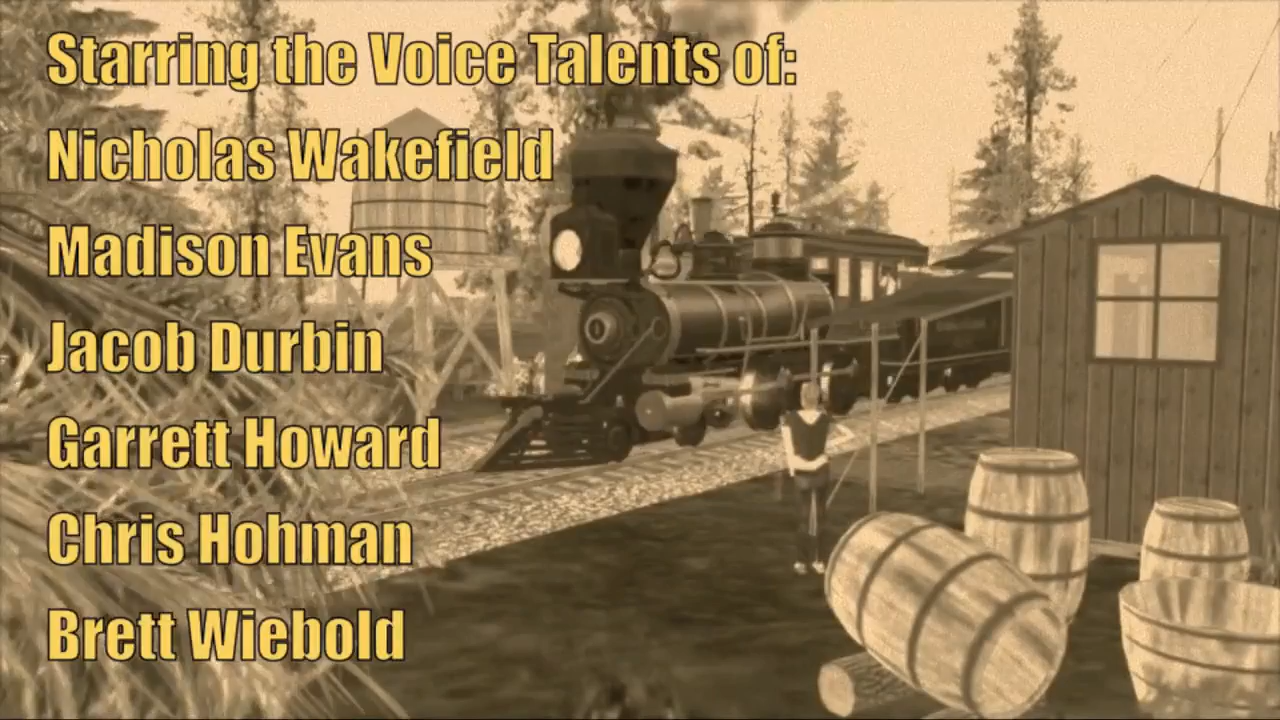 Starring the Voice Talents of:
Nicholas Wakefield
Madison Evans
Jacob Durbin
Garrett Howard
Chris Hohman
Brett Wiebold